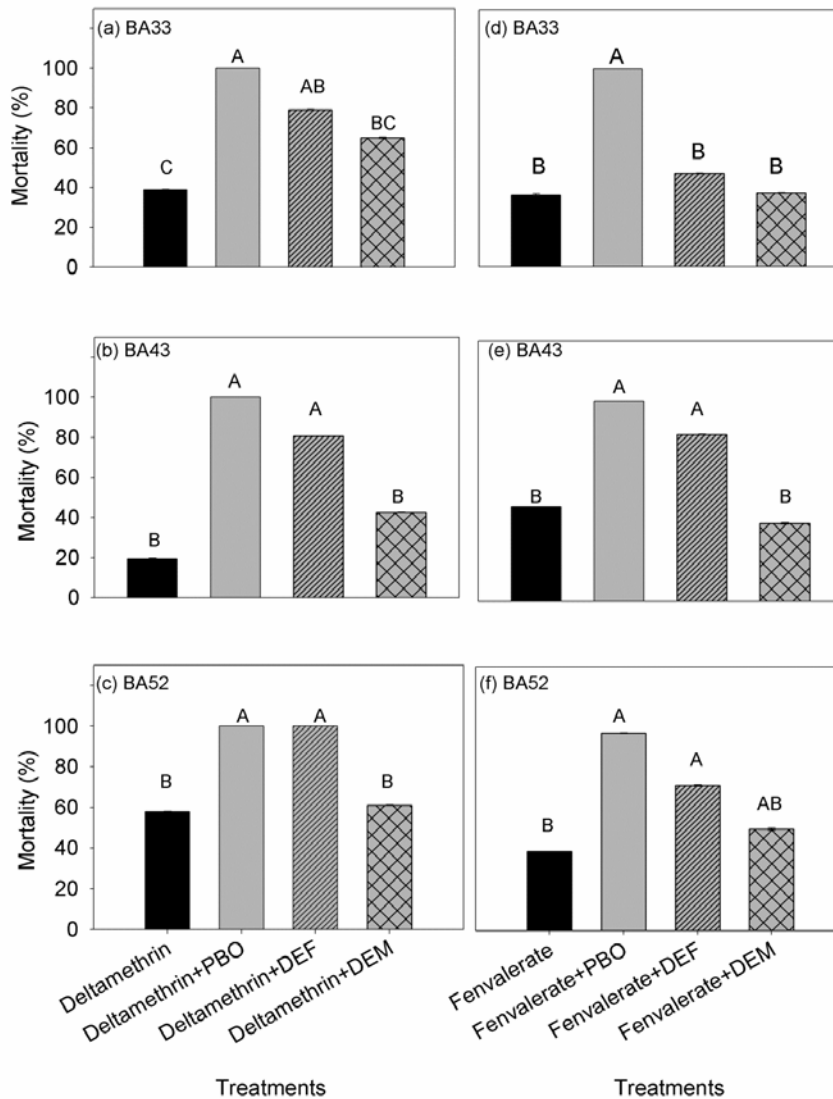 (a) BA33
Mortality (%)
100
80
60
40
20
0
C
A
AB
BC
(d) BA33
B
A
B
B
(b) BA43
Mortality (%)
100
80
60
40
20
0
B
A
A
B
(e) BA43
B
A
A
B
(c) BA52
Mortality (%)
100
80
60
40
20
0
B
A
A
B
(f) BA52
B
A
A
AB
Deltamethrin
Deltamethrin+PBO
Deltamethrin+DEF
Deltamethrin+DEM
Treatments
Fenvalerate
Fenvalerate+PBO
Fenvalerate+DEF
Fenvalerate+DEM
Treatments